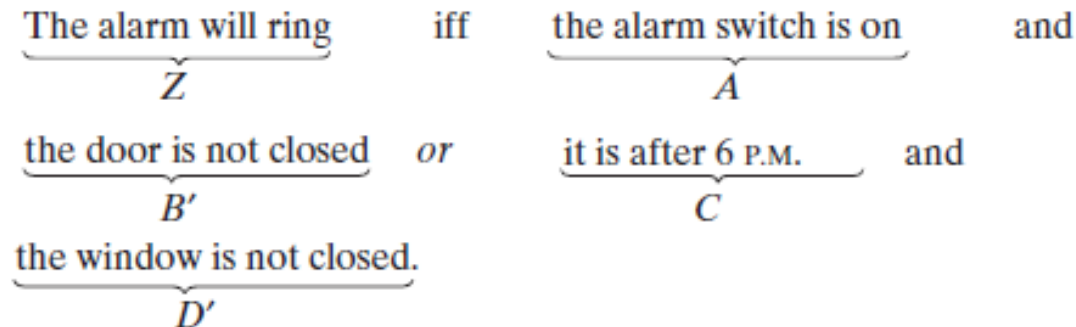 The alarm will ring iff the alarm switch is on and
Z A
the door is not closed or it is after 6 P.M. and
B′ C
the window is not closed.
D′